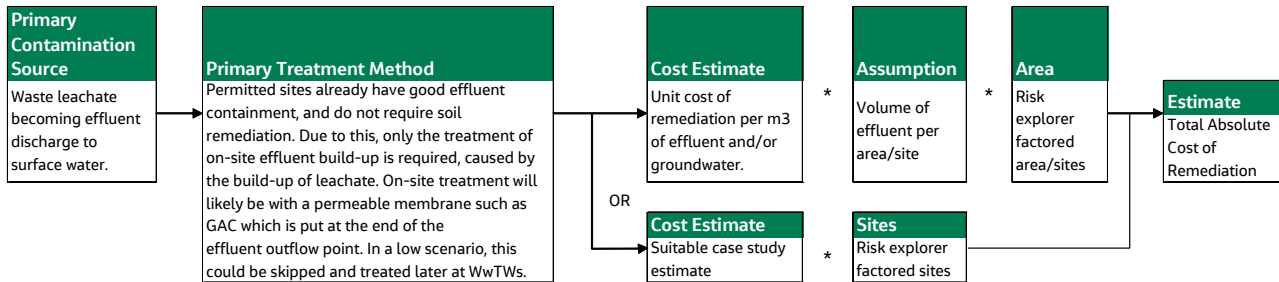 Primary
Contamination
Source
Waste leachate
becoming effluent
discharge to
surface water.
Primary Treatment Method
Permitted sites already have good effluent
containment, and do not require soil
remediation. Due to this, only the treatment of
on-site effluent build-up is required, caused by
the build-up of leachate. On-site treatment will
likely be with a permeable membrane such as
GAC which is put at the end of the
effluent outflow point. In a low scenario, this
could be skipped and treated later at WwTWs.
Cost Estimate
Unit cost of
remediation per m3
of effluent and/or
groundwater.
*
Assumption
Volume of
effluent per
area/site
*
Area
Risk
explorer
factored
area/sites
OR
Cost Estimate
Suitable case study
estimate
*
Sites
Risk explorer
factored sites
Estimate
Total Absolute
Cost of
Remediation